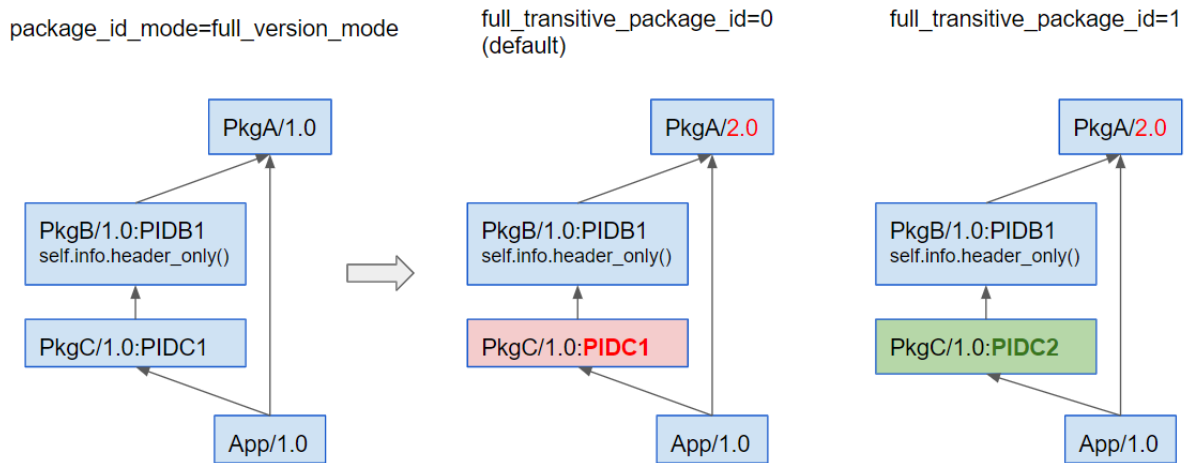 package_id_mode=full_version_mode
full_transitive_package_id=0
(default)
full_transitive_package_id=1
PkgA/1.0
PkgB/1.0:PIDB1
self.info.header_only()
PkgC/1.0:PIDC1
App/1.0
PkgA/2.0
PkgB/1.0:PIDB1
self.info.header_only()
PkgC/1.0:PIDC1
App/1.0
PkgA/2.0
PkgB/1.0:PIDB1
self.info.header_only()
PkgC/1.0:PIDC2
App/1.0